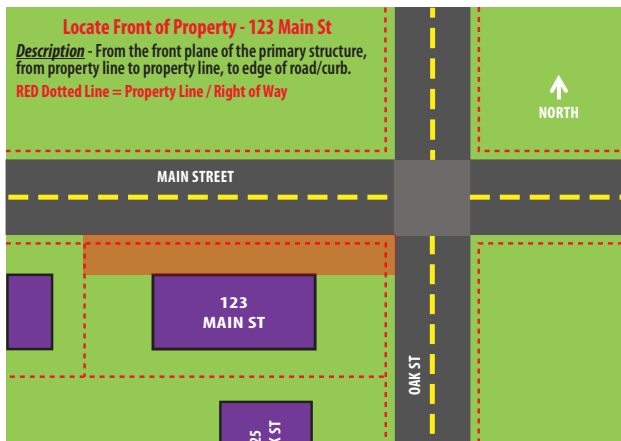 Locate Front of Property - 123 Main St
Description - From the front plane of the primary structure,
from property line to property line, to edge of road/curb.
RED Dotted Line = Property Line / Right of Way
NORTH
MAIN STREET
123
MAIN ST
OAK ST